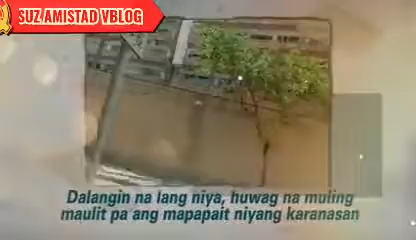 SUZ AMISTAD VBLOG
Dalangin na lang niya, huwag na muling
maulit pa ang mapapait niyang karanasan